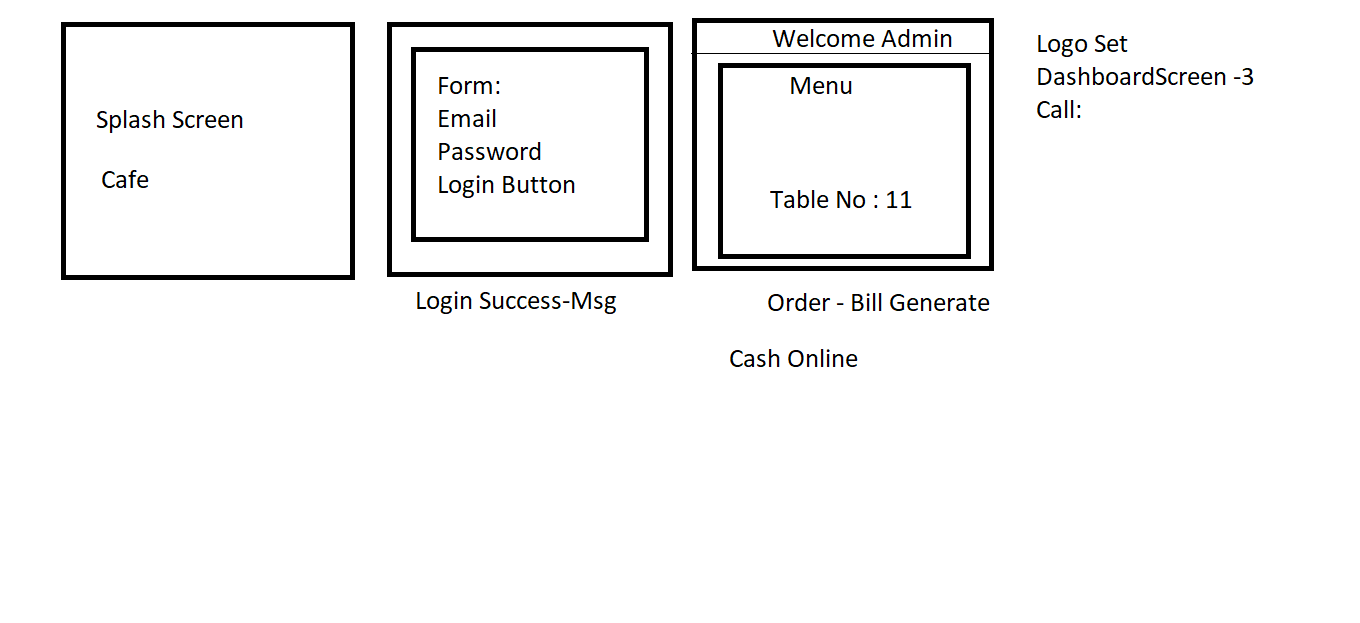 Splash Screen
Cafe
Form:
Email
Password
Login Button
Login Success-Msg
Welcome Admin
Menu
Table No : 11
Order - Bill Generate
Cash Online
Logo Set
DashboardScreen -3
Call: